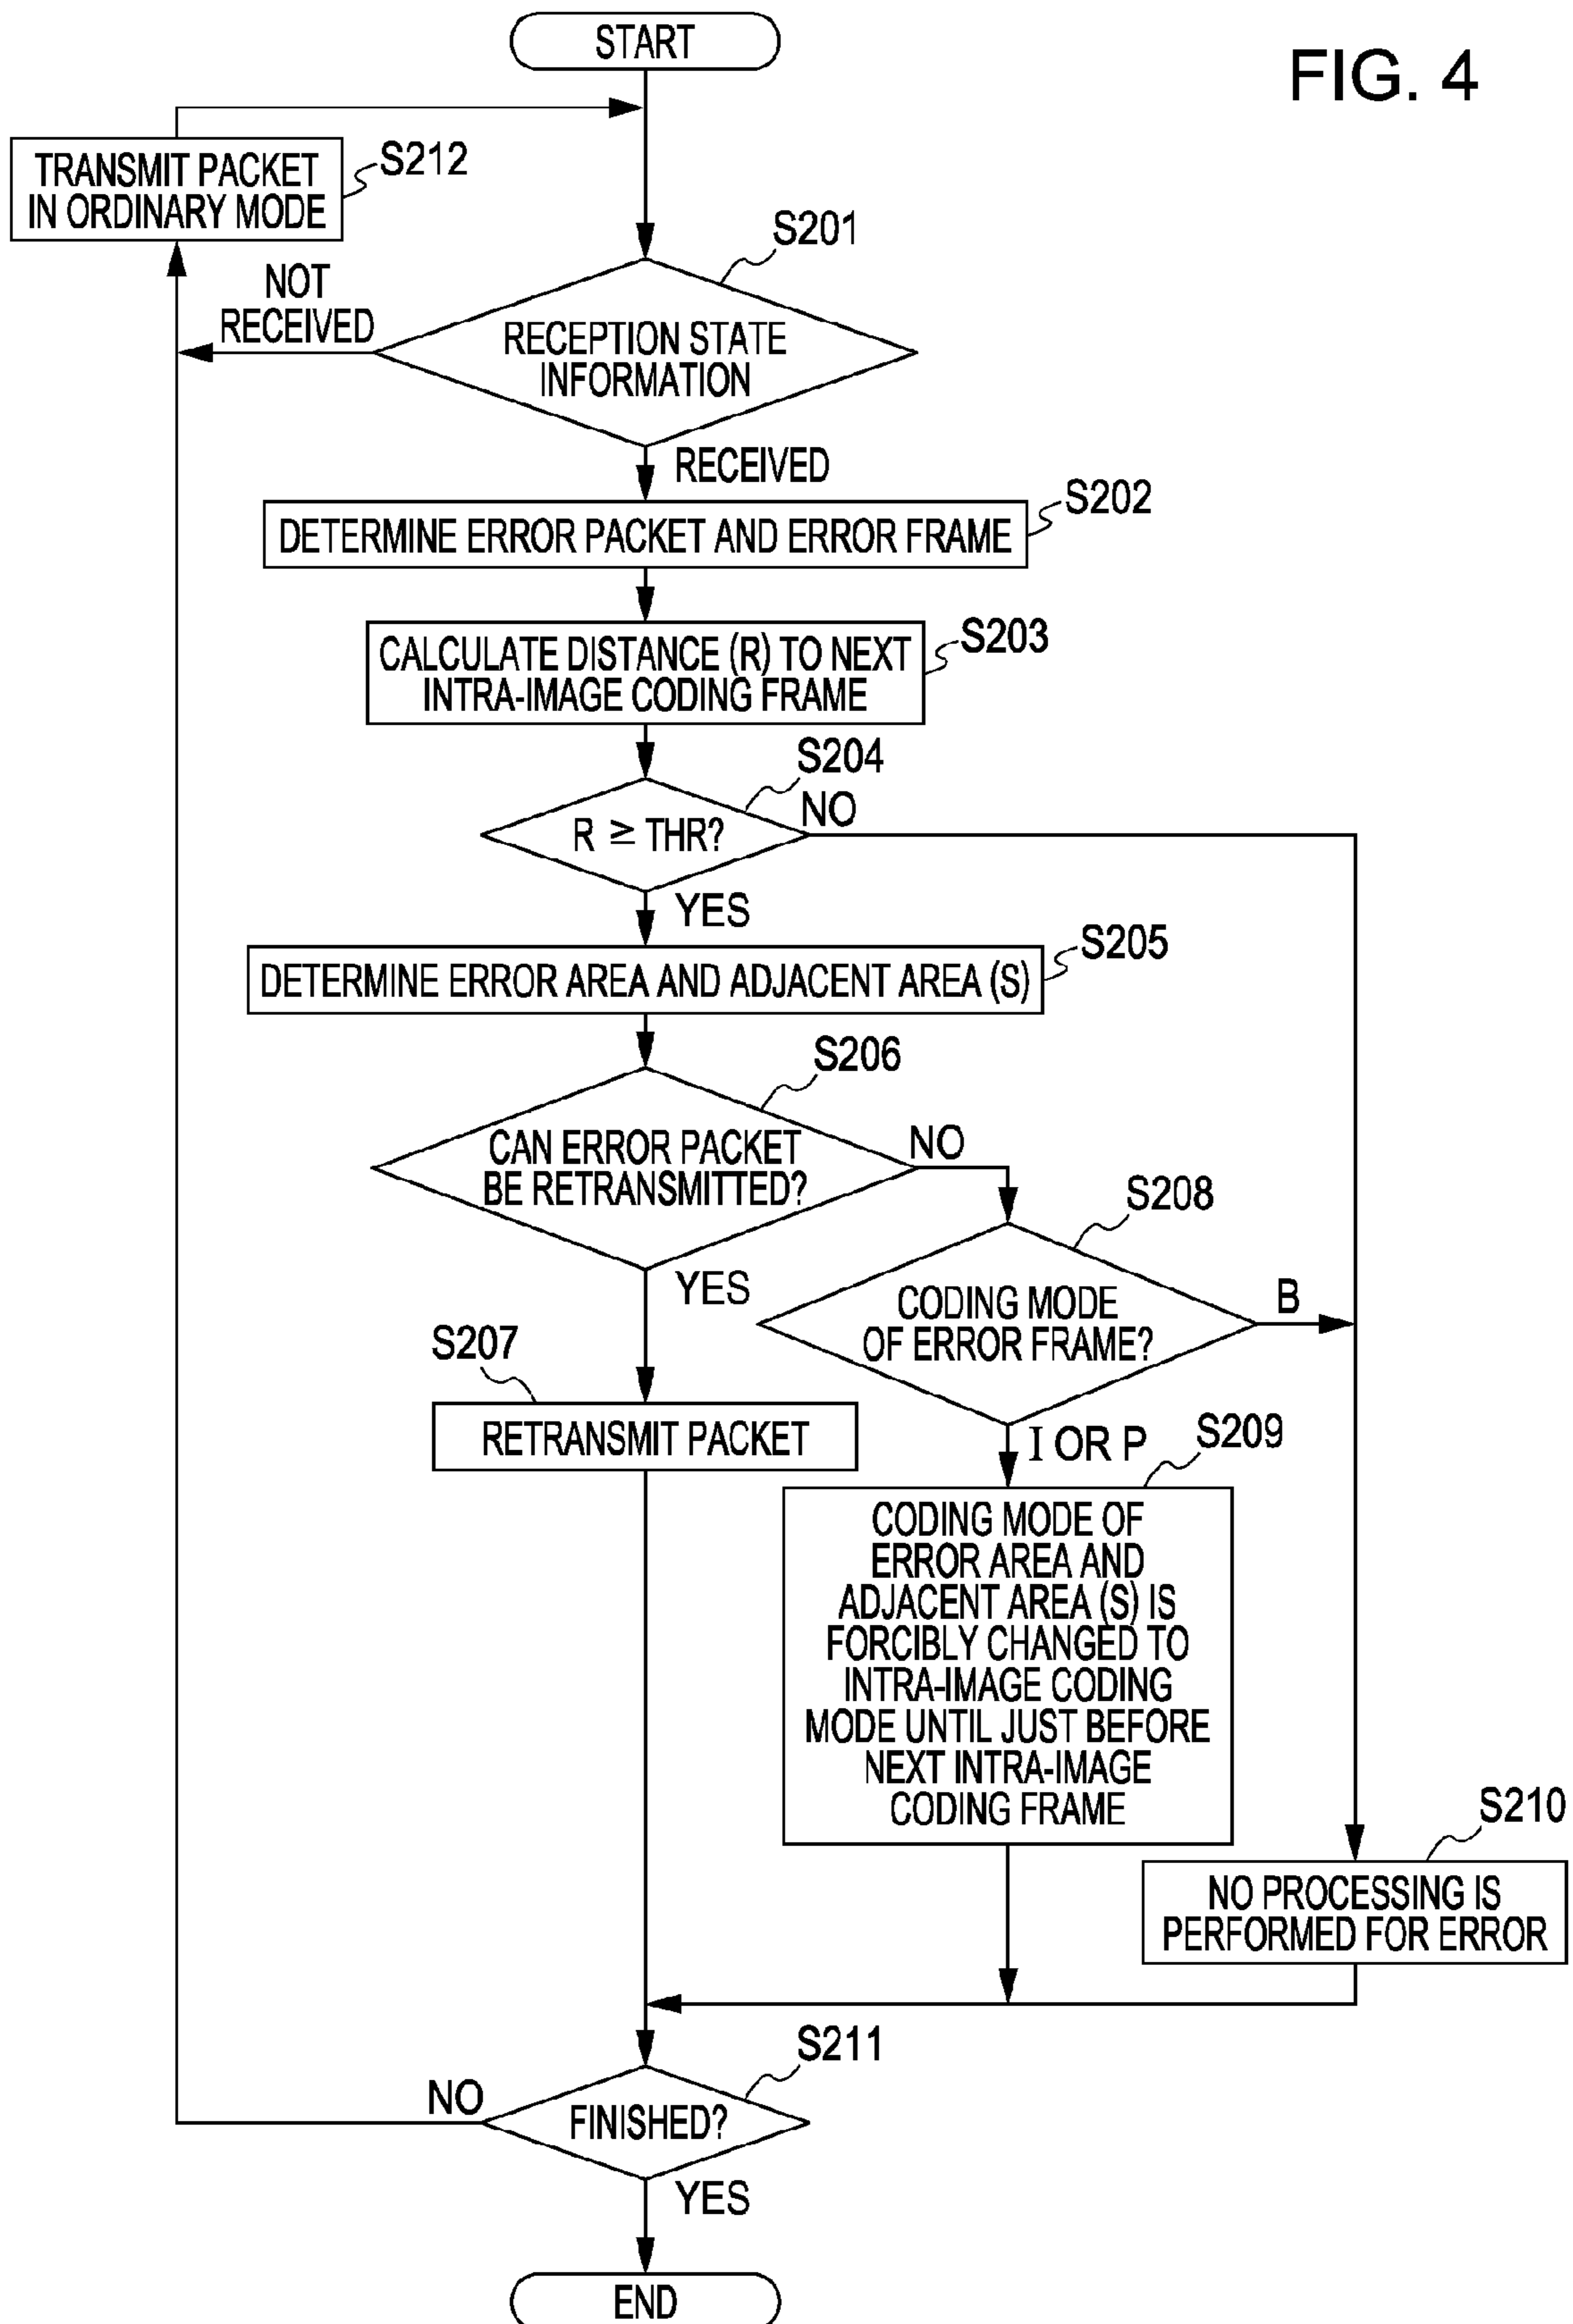 START
FIG. 4
TRANSMIT PACKET
IN ORDINARY MODE
S212
S201
NOT
RECEIVED
RECEPTION STATE
INFORMATION
RECEIVED
S202
DETERMINE ERROR PACKET AND ERROR FRAME
S203
CALCULATE DISTANCE (R) TO NEXT
INTRA-IMAGE CODING FRAME
S204
R ≧ THR?
NO
YES
S205
DETERMINE ERROR AREA AND ADJACENT AREA (S)
S206
CAN ERROR PACKET
BE RETRANSMITTED?
NO
S208
YES
CODING MODE
OF ERROR FRAME?
B
S207
RETRANSMIT PACKET
I OR P
S209
CODING MODE OF
ERROR AREA AND
ADJACENT AREA (S) IS
FORCIBLY CHANGED TO
INTRA-IMAGE CODING
MODE UNTIL JUST BEFORE
NEXT INTRA-IMAGE
CODING FRAME
S210
NO PROCESSING IS
PERFORMED FOR ERROR
S211
NO
FINISHED?
YES
END